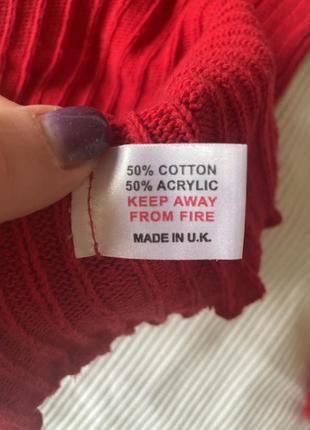 50% COTTON
50% ACRYLIC
KEEP AWAY
FROM FIRE
MADE IN U.K.